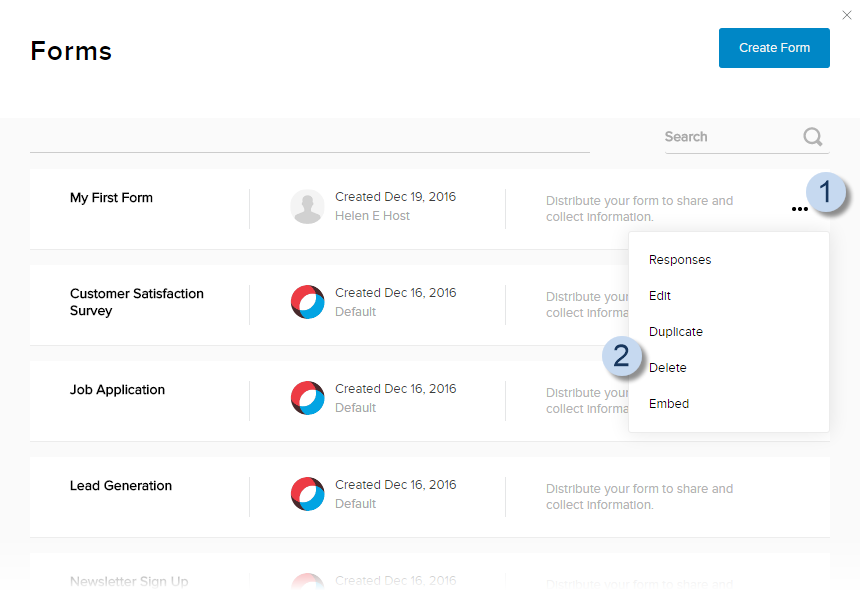 Forms
Create Form
Search
My First Form
Created Dec 19, 2016
Helen E Host
Distribute your form to share and
collect information.
1
Responses
Edit
Duplicate
2
Delete
Embed
Customer Satisfaction
Survey
Created Dec 16, 2016
Default
Distribute your
collect informa
Job Application
Created Dec 16, 2016
Default
Distribute your
collect informa
Lead Generation
Created Dec 16, 2016
Default
Distribute your form to share and
collect information.
Newsletter Sign Up
Created Dec 16, 2016
Distribute your form to share and